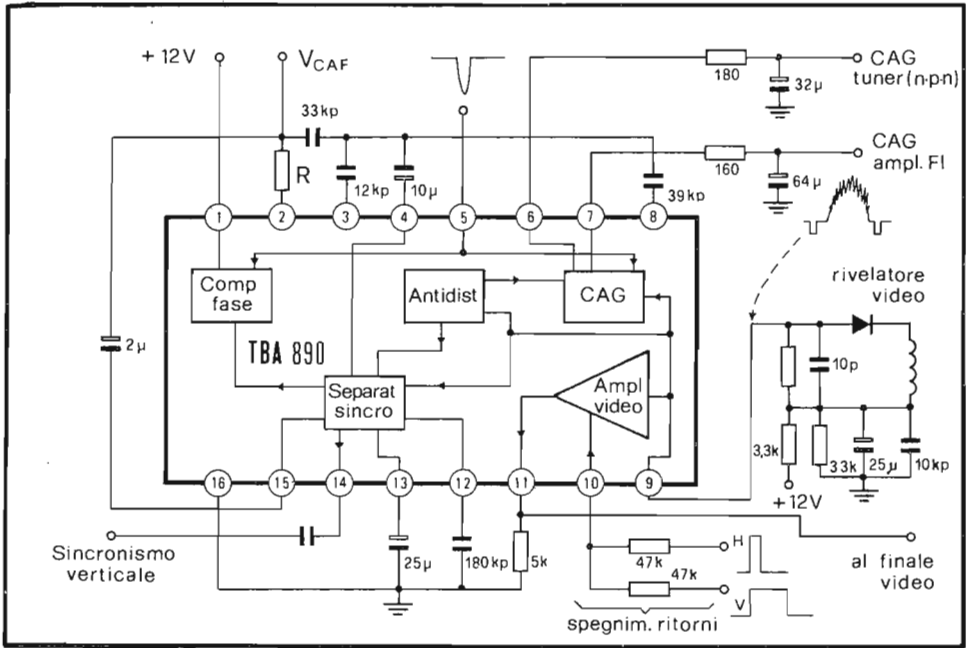 + 12V
VCAF
180
CAG
tuner (n-p-n)
32µ
33kp
CAG
ampl. FI
160
64µ
R
12kp
10µ
39kp
1
2
3
4
5
6
7
8
Comp
fase
Antidist
CAG
rivelatore
video
TBA 890
2µ
10p
Separat
sincro
Ampl
video
3,3k
33k
25µ
10kp
+12V
16
15
14
13
12
11
10
9
Sincronismo
verticale
25µ
180kp
5k
47k
H
47k
V
al finale
video
spegnim. ritorni